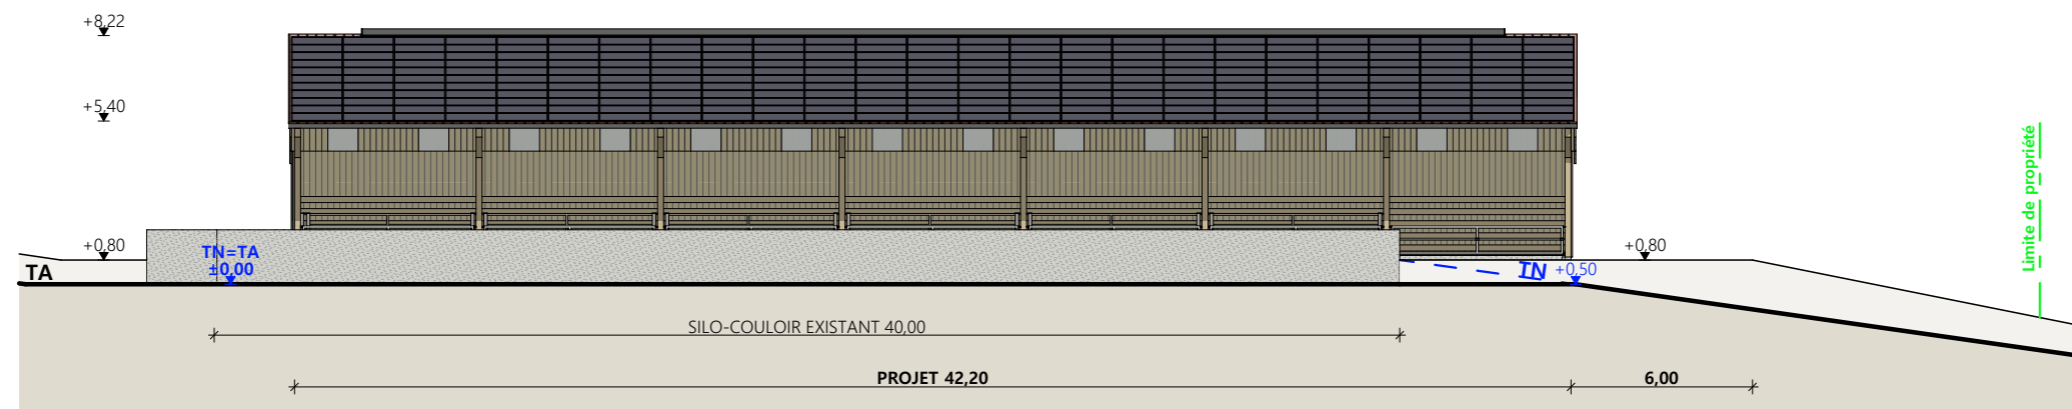 +8,22
+5,40
+0,80
TA
TN=TA
±0,00
TN +0,50
+0,80
Limite de propriété
SILO-COULOIR EXISTANT 40,00
PROJET 42,20
6,00